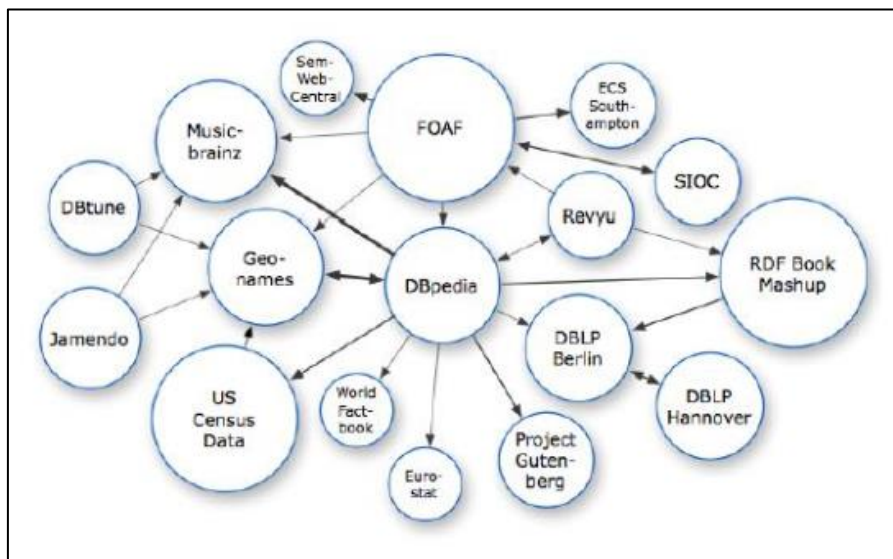 Sem-
Web-
Central
FOAF
ECS
South-
ampton
Music-
brainz
SIOC
DBtune
Revyu
Geo-
names
DBpedia
RDF Book
Mashup
Jamendo
DBLP
Berlin
US
Census
Data
World
Fact-
book
DBLP
Hannover
Project
Guten-
berg
Euro-
stat